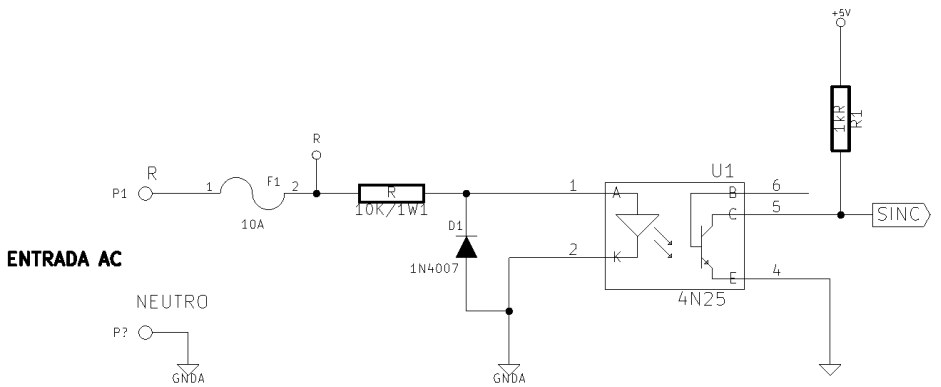 +5V
1kR
R1
R
R
P1
1
F1
2
10A
R
10K/1W1
D1
1N4007
1
2
U1
A
K
B
C
E
6
5
4
4N25
SINC
ENTRADA AC
NEUTRO
P?
GNDA
GNDA